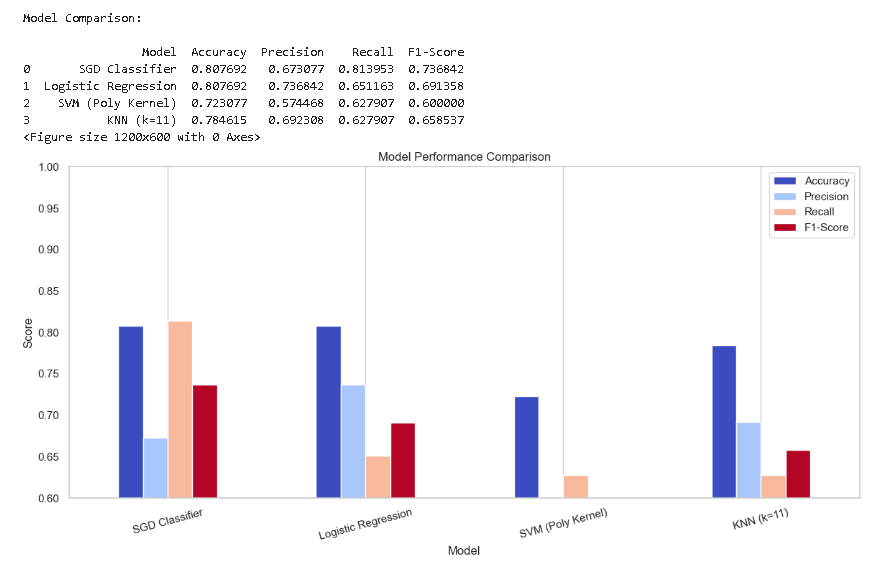 Model Comparison:
Model Accuracy Precision Recall F1-Score
0 SGD Classifier 0.807692 0.673077 0.813953 0.736842
1 Logistic Regression 0.807692 0.736842 0.651163 0.691358
2 SVM (Poly Kernel) 0.723077 0.574468 0.627907 0.600000
3 KNN (k=11) 0.784615 0.692308 0.627907 0.658537
<Figure size 1200x600 with 0 Axes>
Model Performance Comparison
1.00
0.95
0.90
0.85
0.80
0.75
0.70
0.65
0.60
Score
Accuracy
Precision
Recall
F1-Score
SGD Classifier
Logistic Regression
SVM (Poly Kernel)
KNN (k=11)
Model